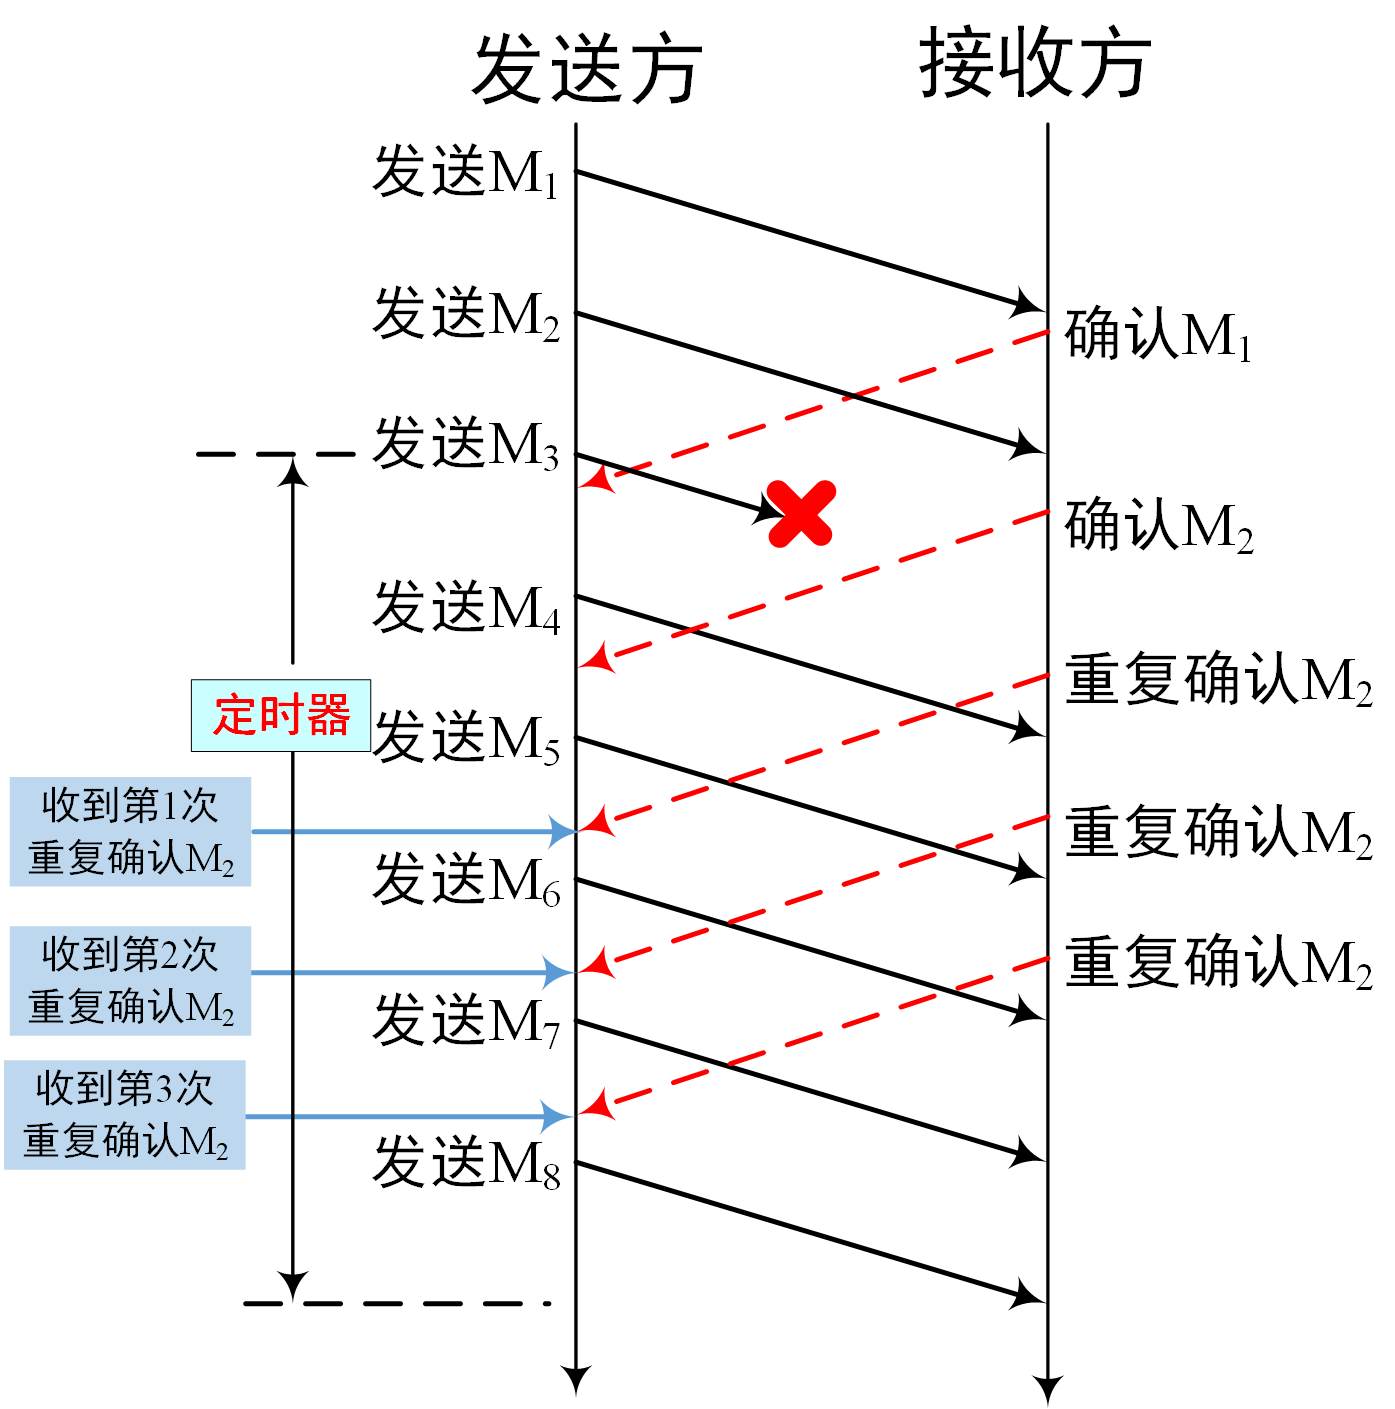 发送方
接收方
发送M₁
发送M₂
确认M₁
发送M₃
确认M₂
发送M₄
重复确认M₂
定时器
发送M₅
收到第1次
重复确认M₂
重复确认M₂
发送M₆
收到第2次
重复确认M₂
重复确认M₂
发送M₇
收到第3次
重复确认M₂
发送M₈